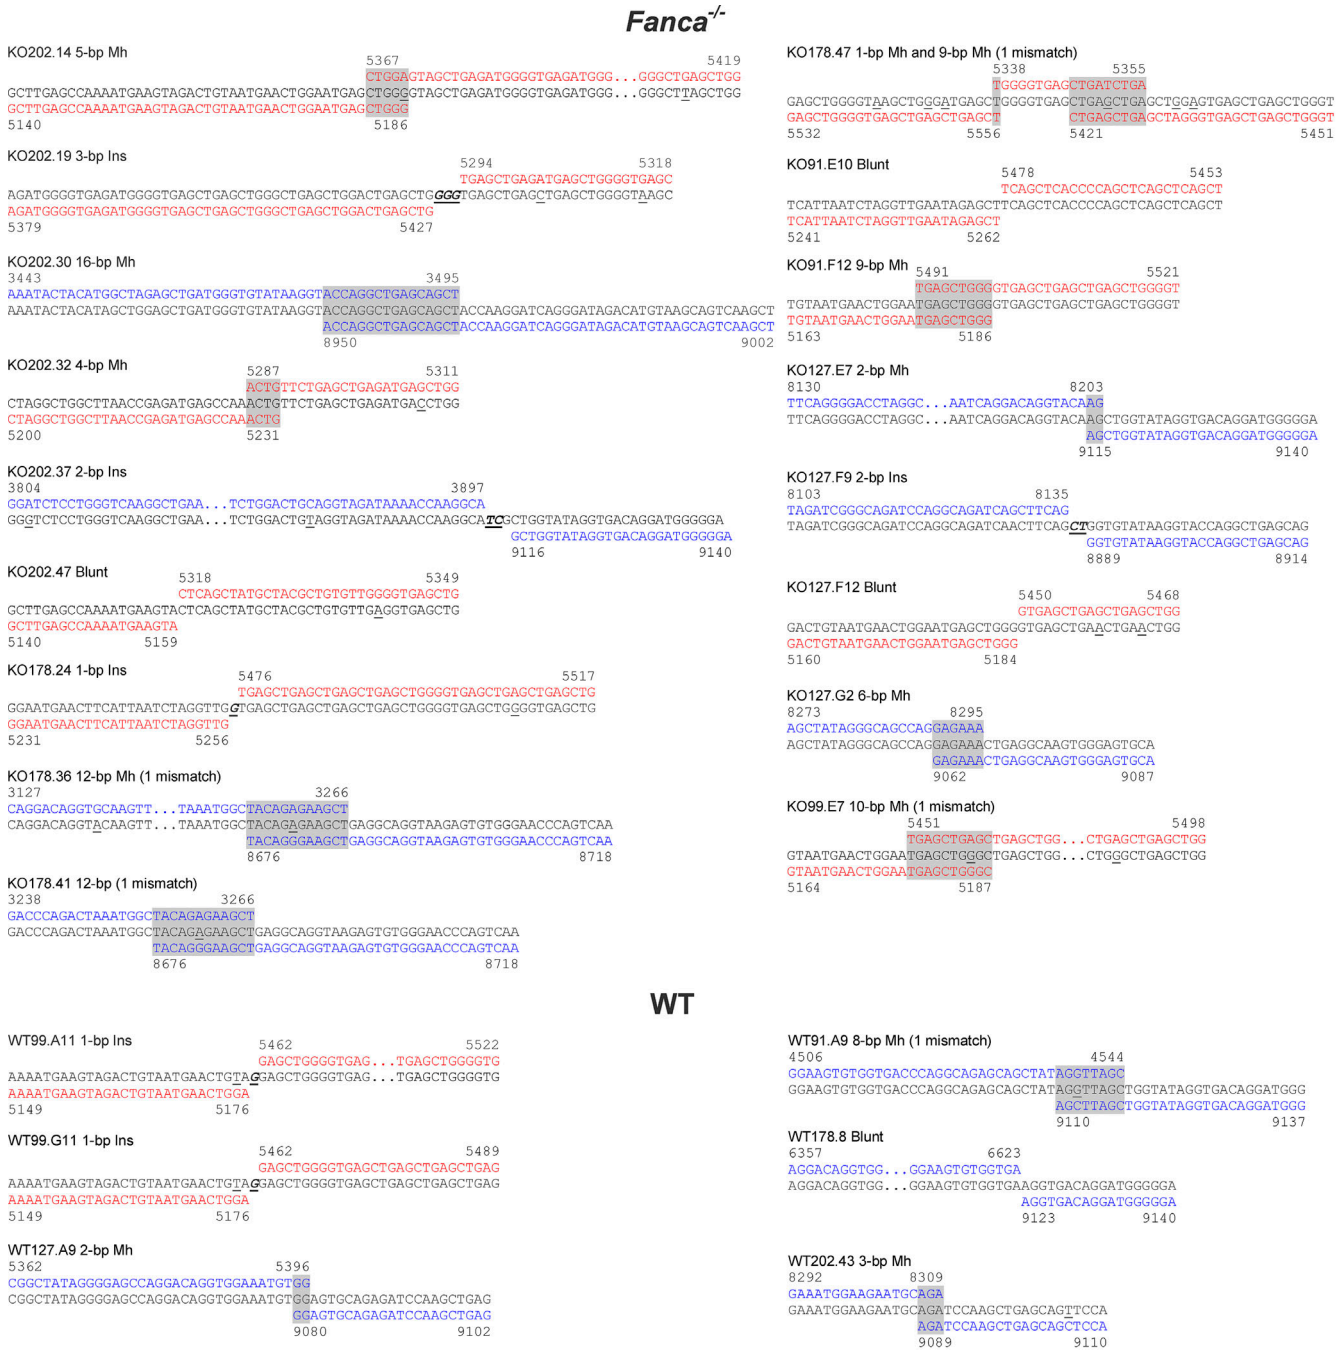 Fanca-/-
KO202.14 5-bp Mh
5367 5419
CTGGAGTAGCTGAGATGGGGTGAGATGGG...GGGCTGAGCTGG
GCTTGAGCCAAAATGAAGTAGACTGTAATGAACTGGAATGAGCTGGGGTAGCTGAGATGGGGTGAGATGGG...GGGCTTAGCTGG
GCTTGAGCCAAAATGAAGTAGACTGTAATGAACTGGAATGAGCTGGG
5140 5186
KO202.19 3-bp Ins
5294 5318
TGAGCTGAGATGAGCTGGGGTGAGC
AGATGGGGTGAGATGGGGTGAGCTGAGCTGGGCTGAGCTGGACTGAGCTGGGGTGAGCTGAGCTGAGCTGGGGTAAGC
AGATGGGGTGAGATGGGGTGAGCTGAGCTGGGCTGAGCTGGACTGAGCTG
5379 5427
KO202.30 16-bp Mh
3443 3495
AAATACTACATGGCTAGAGCTGATGGGTGTATAAGGTACCAGGCTGAGCAGCT
AAATACTACATAGCTGGAGCTGATGGGTGTATAAGGTACCAGGCTGAGCAGCTACCAAGGATCAGGGATAGACATGTAAGCAGTCAAGCT
ACCAGGCTGAGCAGCTACCAAGGATCAGGGATAGACATGTAAGCAGTCAAGCT
8950 9002
KO202.32 4-bp Mh
5287 5311
ACTGTTCTGAGCTGAGATGAGCTGG
CTAGGCTGGCTTAACCGAGATGAGCCAAACTGTTCTGAGCTGAGATGACCTGG
CTAGGCTGGCTTAACCGAGATGAGCCAAACTG
5200 5231
KO202.37 2-bp Ins
3804 3897
GGATCTCCTGGGTCAAGGCTGAA...TCTGGACTGCAGGTAGATAAAACCAAGGCA
GGGTCTCCTGGGTCAAGGCTGAA...TCTGGACTGTAGGTAGATAAAACCAAGGCATCGCTGGTATAGGTGACAGGATGGGGGA
GCTGGTATAGGTGACAGGATGGGGGA
9116 9140
KO202.47 Blunt
5318 5349
CTCAGCTATGCTACGCTGTGTTGGGGTGAGCTG
GCTTGAGCCAAAATGAAGTACTCAGCTATGCTACGCTGTGTTGAGGTGAGCTG
GCTTGAGCCAAAATGAAGTA
5140 5159
KO178.24 1-bp Ins
5476 5517
TGAGCTGAGCTGAGCTGAGCTGGGGTGAGCTGAGCTGAGCTG
GGAATGAACTTCATTAATCTAGGTTGGTGAGCTGAGCTGAGCTGAGCTGGGGTGAGCTGGGGTGAGCTG
GGAATGAACTTCATTAATCTAGGTTG
5231 5256
KO178.36 12-bp Mh (1 mismatch)
3127 3266
CAGGACAGGTGCAAGTT...TAAATGGCTACAGAGAAGCT
CAGGACAGGTACAAGTT...TAAATGGCTACAGAGAAGCTGAGGCAGGTAAGAGTGTGGGAACCCAGTCAA
TACAGGGAAGCTGAGGCAGGTAAGAGTGTGGGAACCCAGTCAA
8676 8718
KO178.41 12-bp (1 mismatch)
3238 3266
GACCCAGACTAAATGGCTACAGAGAAGCT
GACCCAGACTAAATGGCTACAGAGAAGCTGAGGCAGGTAAGAGTGTGGGAACCCAGTCAA
TACAGGGAAGCTGAGGCAGGTAAGAGTGTGGGAACCCAGTCAA
8676 8718
KO178.47 1-bp Mh and 9-bp Mh (1 mismatch)
5338 5355
TGGGGTGAGCTGATCTGA
GAGCTGGGGTAAGCTGGGATGAGCTGGGGTGAGCTGAGCTGAGCTGGAGTGAGCTGAGCTGGGT
GAGCTGGGGTGAGCTGAGCTGAGCT CTGAGCTGAGCTAGGGTGAGCTGAGCTGGGT
5532 5556 5421 5451
KO91.E10 Blunt
5478 5453
TCAGCTCACCCCAGCTCAGCTCAGCT
TCATTAATCTAGGTTGAATAGAGCTTCAGCTCACCCCAGCTCAGCTCAGCT
TCATTAATCTAGGTTGAATAGAGCT
5241 5262
KO91.F12 9-bp Mh
5491 5521
TGAGCTGGGGTGAGCTGAGCTGAGCTGGGGT
TGTAATGAACTGGAATGAGCTGGGGTGAGCTGAGCTGAGCTGGGGT
TGTAATGAACTGGAATGAGCTGGG
5163 5186
KO127.E7 2-bp Mh
8130 8203
TTCAGGGGACCTAGGC...AATCAGGACAGGTACAAG
TTCAGGGGACCTAGGC...AATCAGGACAGGTACAAGCTGGTATAGGTGACAGGATGGGGGA
AGCTGGTATAGGTGACAGGATGGGGGA
9115 9140
KO127.F9 2-bp Ins
8103 8135
TAGATCGGGCAGATCCAGGCAGATCAGCTTCAG
TAGATCGGGCAGATCCAGGCAGATCAACTTCAGCTGGTGTATAAGGTACCAGGCTGAGCAG
GGTGTATAAGGTACCAGGCTGAGCAG
8889 8914
KO127.F12 Blunt
5450 5468
GTGAGCTGAGCTGAGCTGG
GACTGTAATGAACTGGAATGAGCTGGGGTGAGCTGAACTGAACTGG
GACTGTAATGAACTGGAATGAGCTGGG
5160 5184
KO127.G2 6-bp Mh
8273 8295
AGCTATAGGGCAGCCAGGAGAAA
AGCTATAGGGCAGCCAGGAGAAACTGAGGCAAGTGGGAGTGCA
GAGAAACTGAGGCAAGTGGGAGTGCA
9062 9087
KO99.E7 10-bp Mh (1 mismatch)
5451 5498
TGAGCTGAGCTGAGCTGG...CTGAGCTGAGCTGG
GTAATGAACTGGAATGAGCTGGGCTGAGCTGG...CTGGGCTGAGCTGG
GTAATGAACTGGAATGAGCTGGGC
5164 5187
WT
WT99.A11 1-bp Ins
5462 5522
GAGCTGGGGTGAG...TGAGCTGGGGTG
AAAATGAAGTAGACTGTAATGAACTGTAGGAGCTGGGGTGAG...TGAGCTGGGGTG
AAAATGAAGTAGACTGTAATGAACTGGA
5149 5176
WT99.G11 1-bp Ins
5462 5489
GAGCTGGGGTGAGCTGAGCTGAGCTGAG
AAAATGAAGTAGACTGTAATGAACTGTAGGAGCTGGGGTGAGCTGAGCTGAGCTGAG
AAAATGAAGTAGACTGTAATGAACTGGA
5149 5176
WT127.A9 2-bp Mh
5362 5396
CGGCTATAGGGGAGCCAGGACAGGTGGAAATGTGG
CGGCTATAGGGGAGCCAGGACAGGTGGAAATGTGGAGTGCAGAGATCCAAGCTGAG
GGAGTGCAGAGATCCAAGCTGAG
9080 9102
WT91.A9 8-bp Mh (1 mismatch)
4506 4544
GGAAGTGTGGTGACCCAGGCAGAGCAGCTATAGGTTAGC
GGAAGTGTGGTGACCCAGGCAGAGCAGCTATAGGTTAGCTGGTATAGGTGACAGGATGGG
AGCTTAGCTGGTATAGGTGACAGGATGGG
9110 9137
WT178.8 Blunt
6357 6623
AGGACAGGTGG...GGAAGTGTGGTGA
AGGACAGGTGG...GGAAGTGTGGTGAAGGTGACAGGATGGGGGA
AGGTGACAGGATGGGGGA
9123 9140
WT202.43 3-bp Mh
8292 8309
GAAATGGAAGAATGCAGA
GAAATGGAAGAATGCAGATCCAAGCTGAGCAGTTCCA
AGATCCAAGCTGAGCAGCTCCA
9089 9110